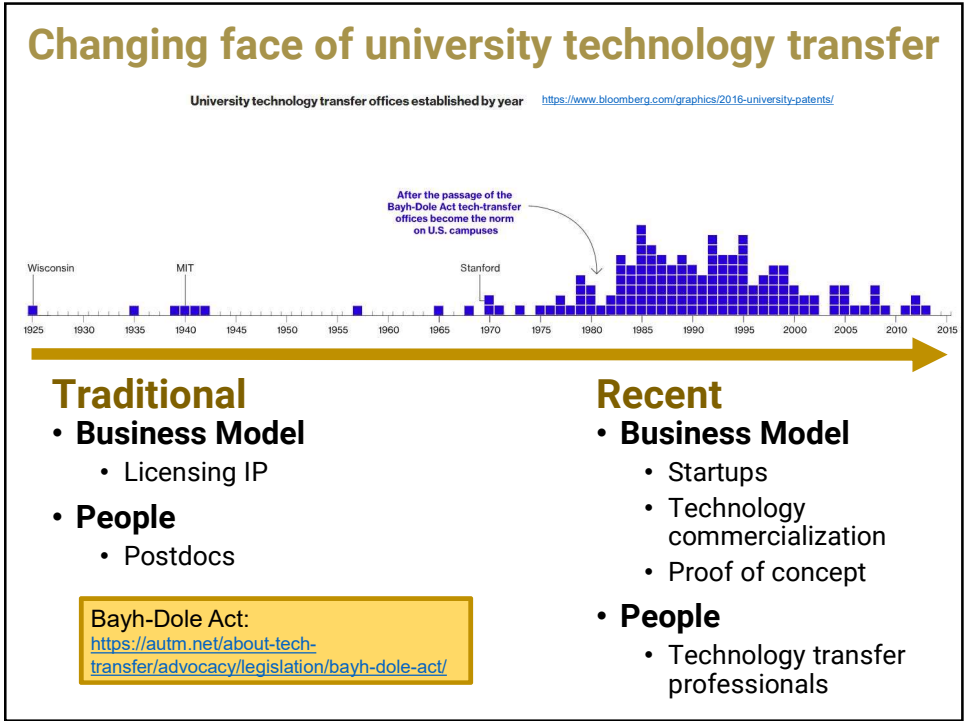 Changing face of university technology transfer
University technology transfer offices established by year https://www.bloomberg.com/graphics/2016-university-patents/
After the passage of the
Bayh-Dole Act tech-transfer
offices become the norm
on U.S. campuses
Wisconsin MIT Stanford
1925 1930 1935 1940 1945 1950 1955 1960 1965 1970 1975 1980 1985 1990 1995 2000 2005 2010 2015
Traditional
• Business Model
• Licensing IP
• People
• Postdocs
Bayh-Dole Act:
https://autm.net/about-tech-
transfer/advocacy/legislation/bayh-dole-act/
Recent
• Business Model
• Startups
• Technology
commercialization
• Proof of concept
• People
• Technology transfer
professionals